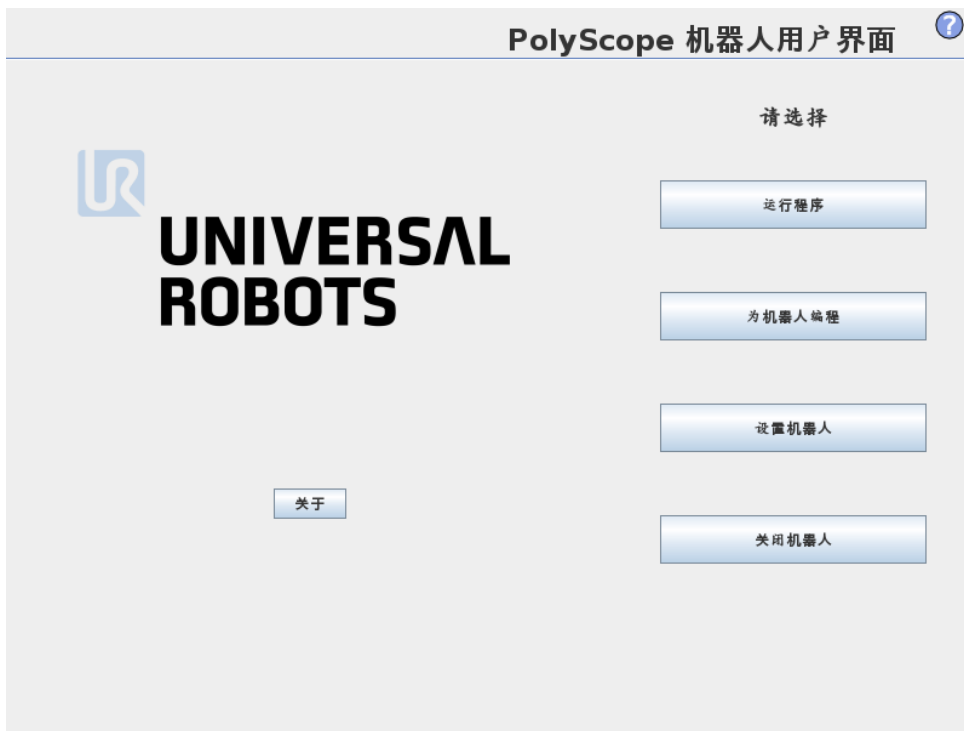 PolyScope 机器人用户界面
?
请选择
UR
UNIVERSAL
ROBOTS
运行程序
为机器人编程
设置机器人
关于
关闭机器人